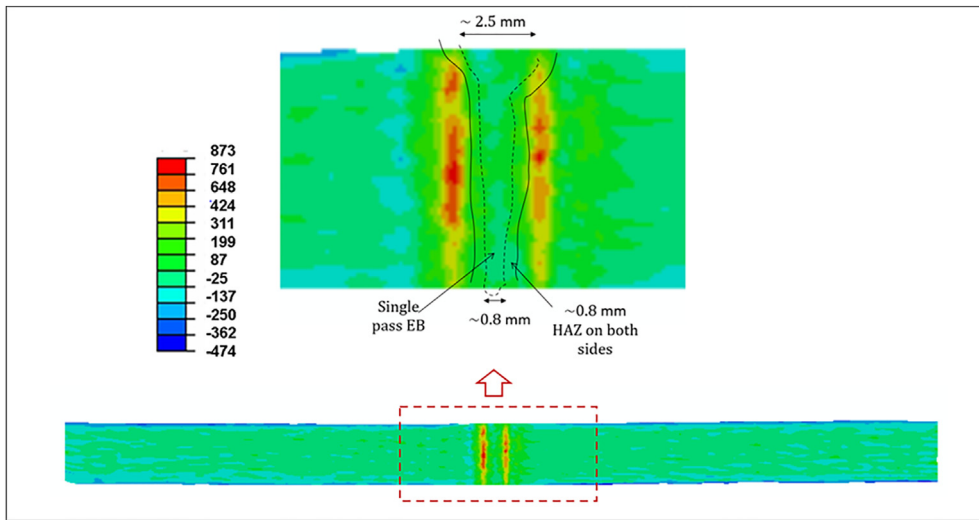 ~ 2.5 mm
873
761
648
424
311
199
87
-25
-137
-250
-362
-474
Single
pass EB
~0.8 mm
~0.8 mm
HAZ on both
sides